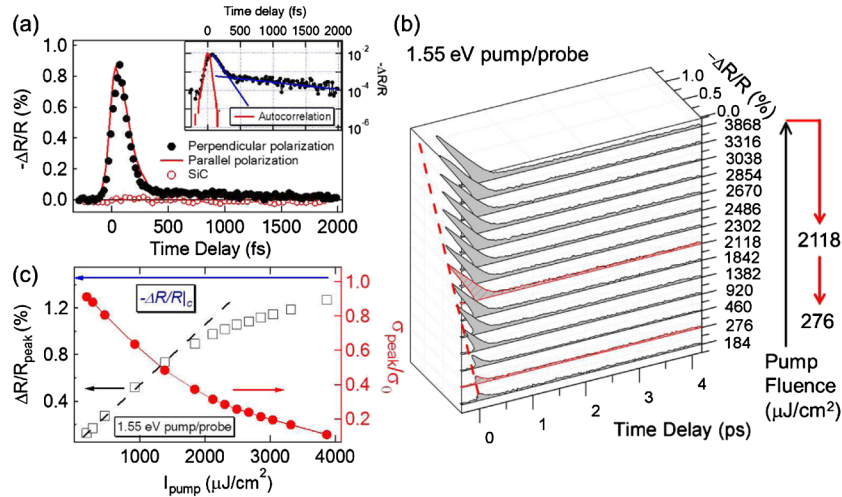 (a)
Time delay (fs)
0 500 1000 1500 2000
1.0
0.8
0.6
0.4
0.2
0.0
-ΔR/R (%)
10-2
10-4
10-6
-ΔR/R
Autocorrelation
Perpendicular polarization
Parallel polarization
SiC
0 500 1000 1500 2000
Time Delay (fs)
(b)
1.55 eV pump/probe
-ΔR/R (%)
1.0
0.5
0.0
3868
3316
3038
2854
2670
2486
2302
2118
1842
1382
920
460
276
184
0 1 2 3 4
Time Delay (ps)
2118
276
Pump
Fluence
(μJ/cm2)
(c)
-ΔR/R|c
1.2
0.8
0.4
ΔR/Rpeak (%)
1.0
0.8
0.6
0.4
0.2
σpeak/σ0
1.55 eV pump/probe
1000 2000 3000 4000
Ipump (μJ/cm2)